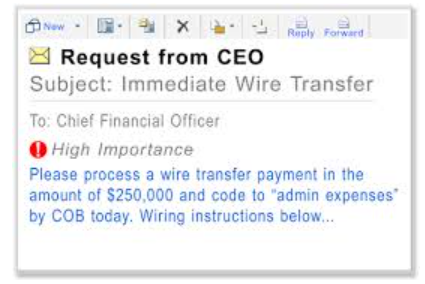 New Reply Forward
Request from CEO
Subject: Immediate Wire Transfer
To: Chief Financial Officer
High Importance
Please process a wire transfer payment in the
amount of $250,000 and code to “admin expenses”
by COB today. Wiring instructions below...